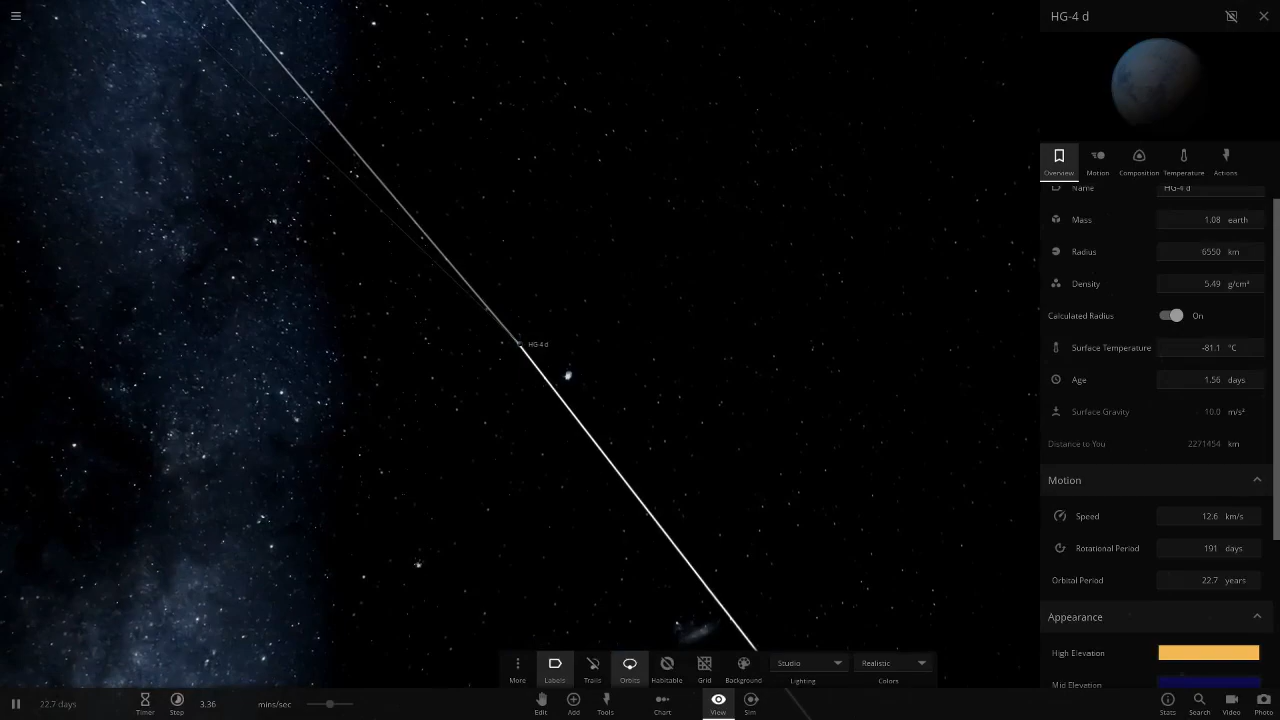 HG-4 d
Overview Motion Composition Temperature Actions
Name HG-4 d
Mass 1.08 earth
Radius 6550 km
Density 5.49 g/cm³
Calculated Radius On
Surface Temperature -81.1 °C
Age 1.56 days
Surface Gravity 10.0 m/s²
Distance to You 2271454 km
Motion
Speed 12.6 km/s
Rotational Period 191 days
Orbital Period 22.7 years
Appearance
High Elevation
Mid Elevation
HG-4 d
Studio Realistic
More Labels Trails Orbits Habitable Grid Background Lighting Colors
22.7 days Timer Step 3.36 mins/sec Edit Add Tools Chart View Sim Stats Search Video Photo